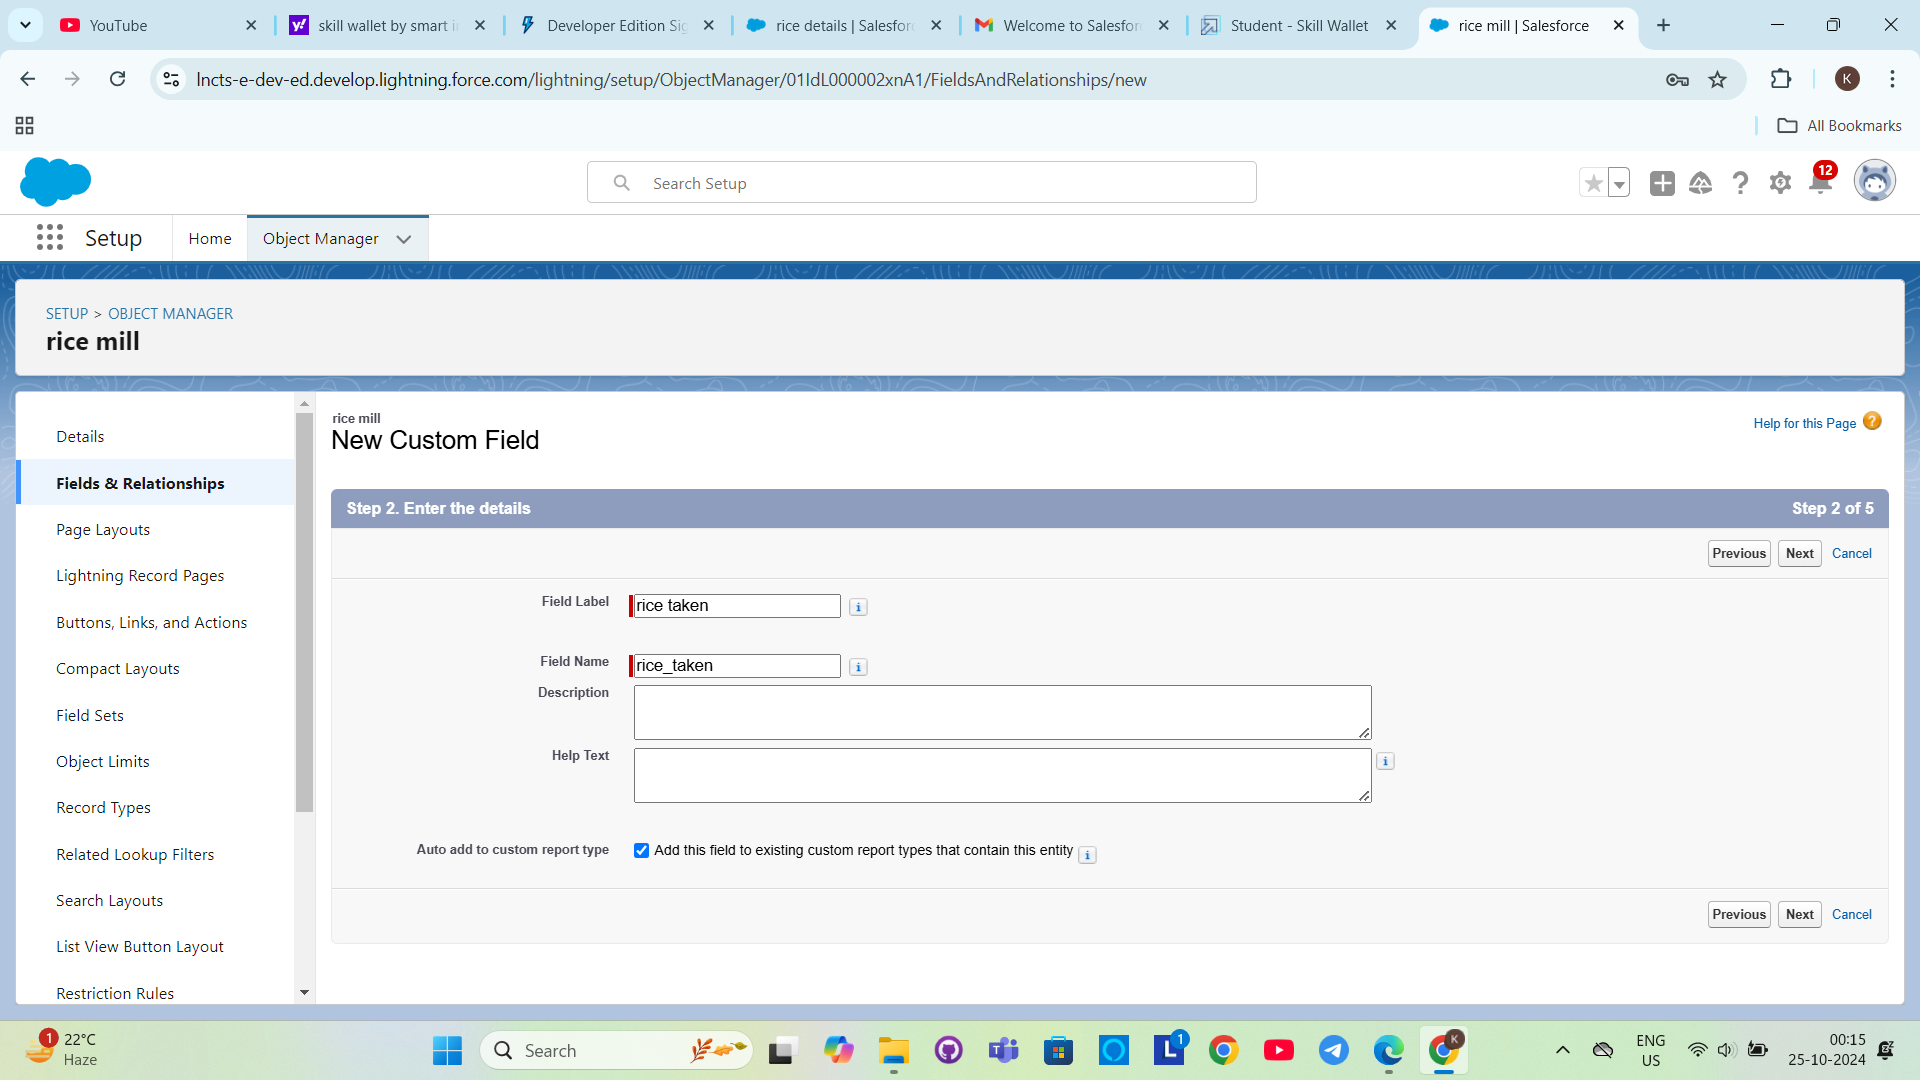 YouTube
skill wallet by smart i
Developer Edition Sig
rice details | Salesforc
Welcome to Salesforc
Student - Skill Wallet
rice mill | Salesforce
lncts-e-dev-ed.develop.lightning.force.com/lightning/setup/ObjectManager/01IdL000002xnA1/FieldsAndRelationships/new
K
All Bookmarks
Search Setup
12
Setup
Home
Object Manager
SETUP > OBJECT MANAGER
rice mill
Details
Fields & Relationships
Page Layouts
Lightning Record Pages
Buttons, Links, and Actions
Compact Layouts
Field Sets
Object Limits
Record Types
Related Lookup Filters
Search Layouts
List View Button Layout
Restriction Rules
rice mill
New Custom Field
Help for this Page
Step 2. Enter the details
Step 2 of 5
Previous
Next
Cancel
Field Label
rice taken
Field Name
rice_taken
Description
Help Text
Auto add to custom report type
Add this field to existing custom report types that contain this entity
Previous
Next
Cancel
1
22°C
Haze
Search
L
1
K
ENG
US
00:15
25-10-2024